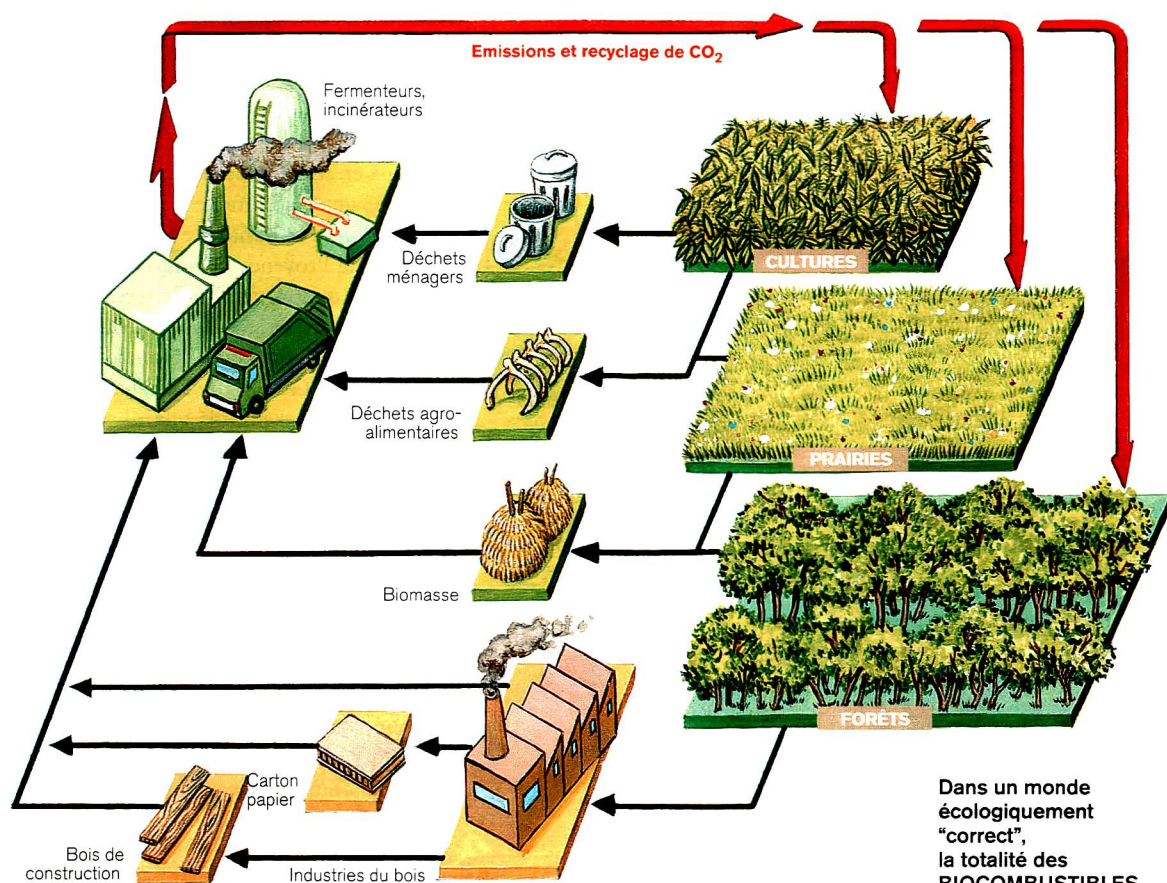 Emissions et recyclage de CO₂
Fermenteurs,
incinérateurs
Déchets
ménagers
CULTURES
Déchets agro-
alimentaires
PRAIRIES
Biomasse
FORÊTS
Carton
papier
Bois de
construction
Industries du bois
Dans un monde
écologiquement
"correct",
la totalité des
BIOCOMBUSTIBLES